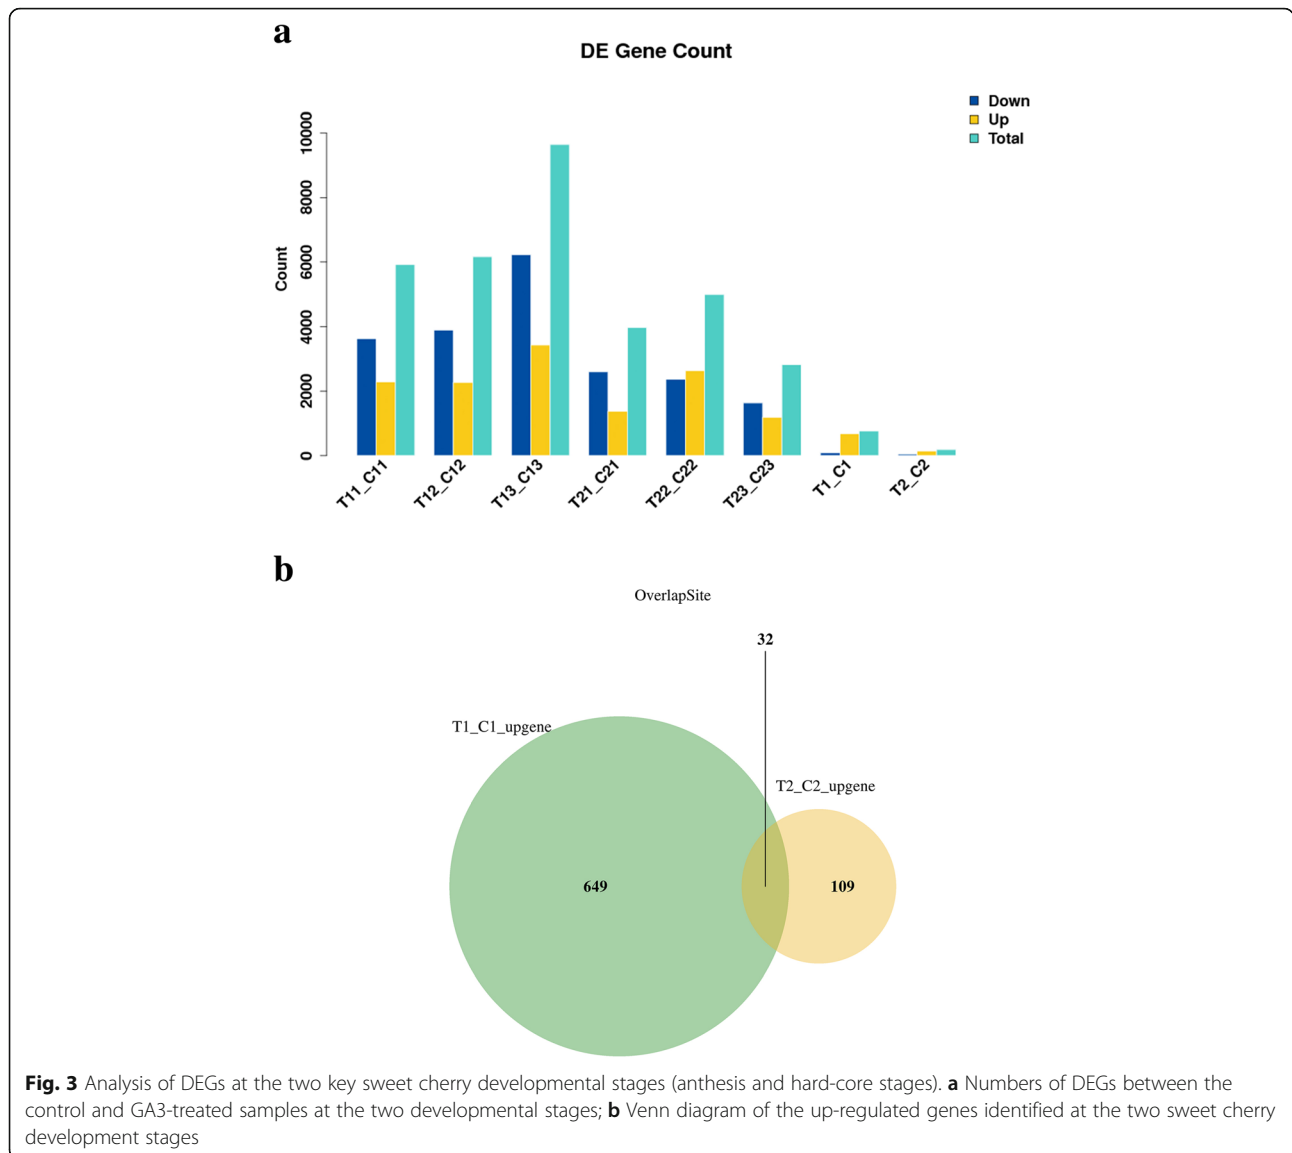 a
DE Gene Count
Down
Up
Total
Count
10000
8000
6000
4000
2000
0
T11_C11
T12_C12
T13_C13
T21_C21
T22_C22
T23_C23
T1_C1
T2_C2
b
OverlapSite
32
T1_C1_upgene
T2_C2_upgene
649
109
Fig. 3 Analysis of DEGs at the two key sweet cherry developmental stages (anthesis and hard-core stages). a Numbers of DEGs between the
control and GA3-treated samples at the two developmental stages; b Venn diagram of the up-regulated genes identified at the two sweet cherry
development stages